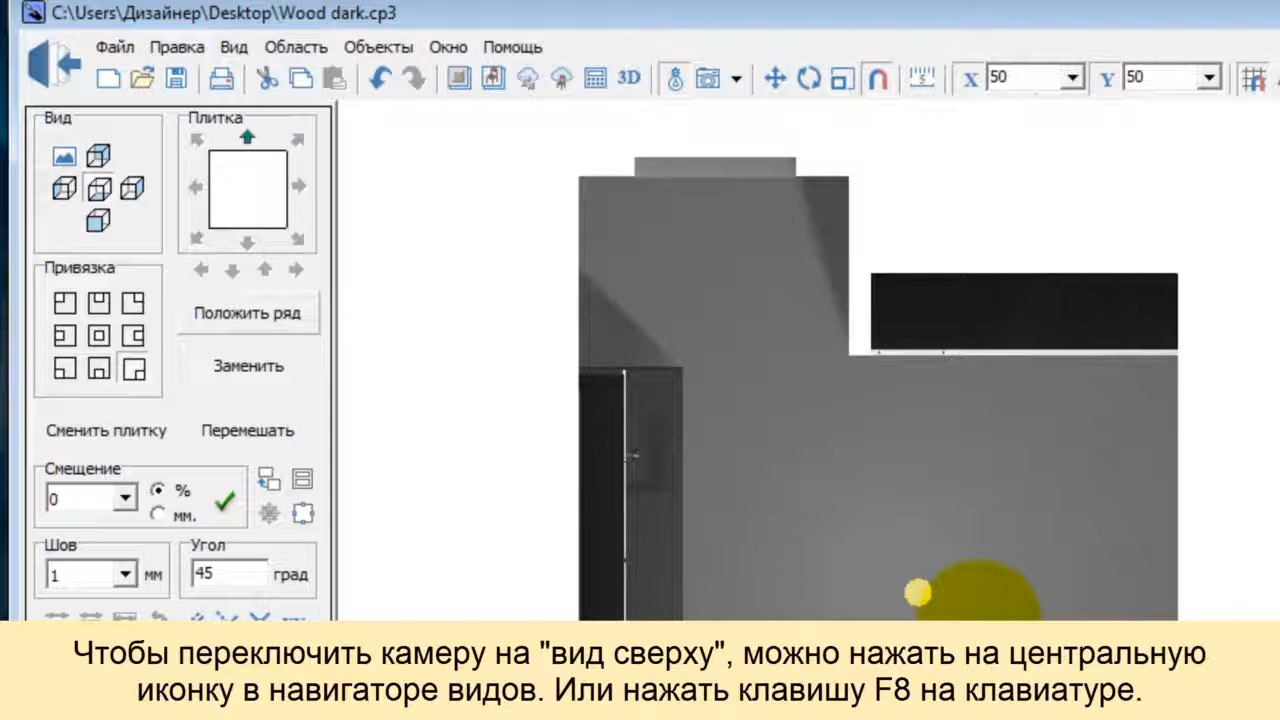 C:\Users\Дизайнер\Desktop\Wood dark.cp3
Файл Правка Вид Область Объекты Окно Помощь
3D X 50 Y 50
Вид
Плитка
Привязка
Положить ряд
Заменить
Сменить плитку Перемешать
Смещение
0 %
мм.
Шов
1 мм
Угол
45 град
Чтобы переключить камеру на "вид сверху", можно нажать на центральную
иконку в навигаторе видов. Или нажать клавишу F8 на клавиатуре.